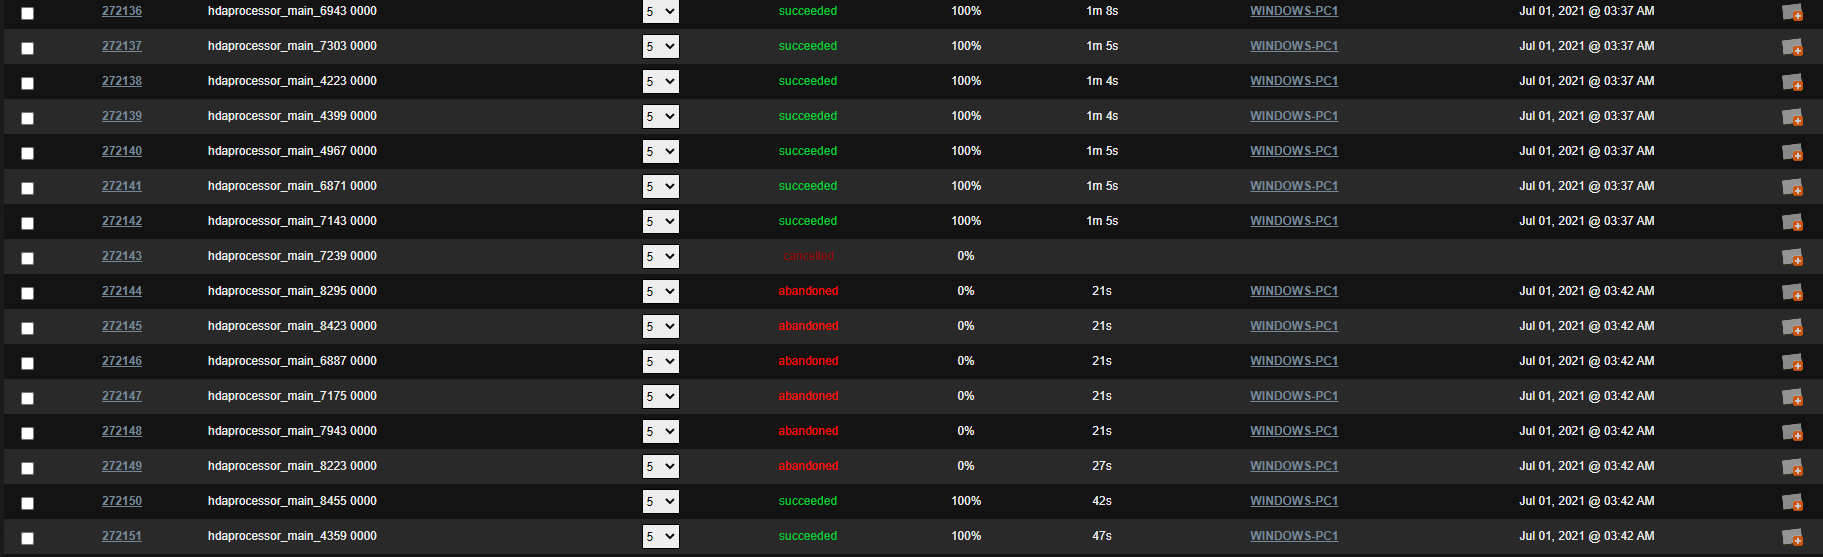 272136 hdaprocessor_main_6943 0000 5 succeeded 100% 1m 8s WINDOWS-PC1 Jul 01, 2021 @ 03:37 AM
272137 hdaprocessor_main_7303 0000 5 succeeded 100% 1m 5s WINDOWS-PC1 Jul 01, 2021 @ 03:37 AM
272138 hdaprocessor_main_4223 0000 5 succeeded 100% 1m 4s WINDOWS-PC1 Jul 01, 2021 @ 03:37 AM
272139 hdaprocessor_main_4399 0000 5 succeeded 100% 1m 4s WINDOWS-PC1 Jul 01, 2021 @ 03:37 AM
272140 hdaprocessor_main_4967 0000 5 succeeded 100% 1m 5s WINDOWS-PC1 Jul 01, 2021 @ 03:37 AM
272141 hdaprocessor_main_6871 0000 5 succeeded 100% 1m 5s WINDOWS-PC1 Jul 01, 2021 @ 03:37 AM
272142 hdaprocessor_main_7143 0000 5 succeeded 100% 1m 5s WINDOWS-PC1 Jul 01, 2021 @ 03:37 AM
272143 hdaprocessor_main_7239 0000 5 cancelled 0%
272144 hdaprocessor_main_8295 0000 5 abandoned 0% 21s WINDOWS-PC1 Jul 01, 2021 @ 03:42 AM
272145 hdaprocessor_main_8423 0000 5 abandoned 0% 21s WINDOWS-PC1 Jul 01, 2021 @ 03:42 AM
272146 hdaprocessor_main_6887 0000 5 abandoned 0% 21s WINDOWS-PC1 Jul 01, 2021 @ 03:42 AM
272147 hdaprocessor_main_7175 0000 5 abandoned 0% 21s WINDOWS-PC1 Jul 01, 2021 @ 03:42 AM
272148 hdaprocessor_main_7943 0000 5 abandoned 0% 21s WINDOWS-PC1 Jul 01, 2021 @ 03:42 AM
272149 hdaprocessor_main_8223 0000 5 abandoned 0% 27s WINDOWS-PC1 Jul 01, 2021 @ 03:42 AM
272150 hdaprocessor_main_8455 0000 5 succeeded 100% 42s WINDOWS-PC1 Jul 01, 2021 @ 03:42 AM
272151 hdaprocessor_main_4359 0000 5 succeeded 100% 47s WINDOWS-PC1 Jul 01, 2021 @ 03:42 AM